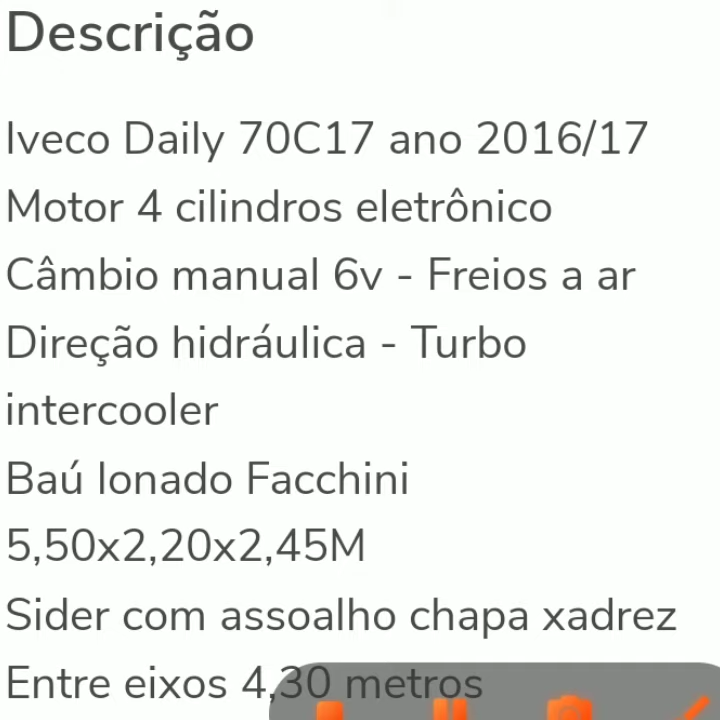 Descrição
Iveco Daily 70C17 ano 2016/17
Motor 4 cilindros eletrônico
Câmbio manual 6v - Freios a ar
Direção hidráulica - Turbo
intercooler
Baú lonado Facchini
5,50x2,20x2,45M
Sider com assoalho chapa xadrez
Entre eixos 4,30 metros